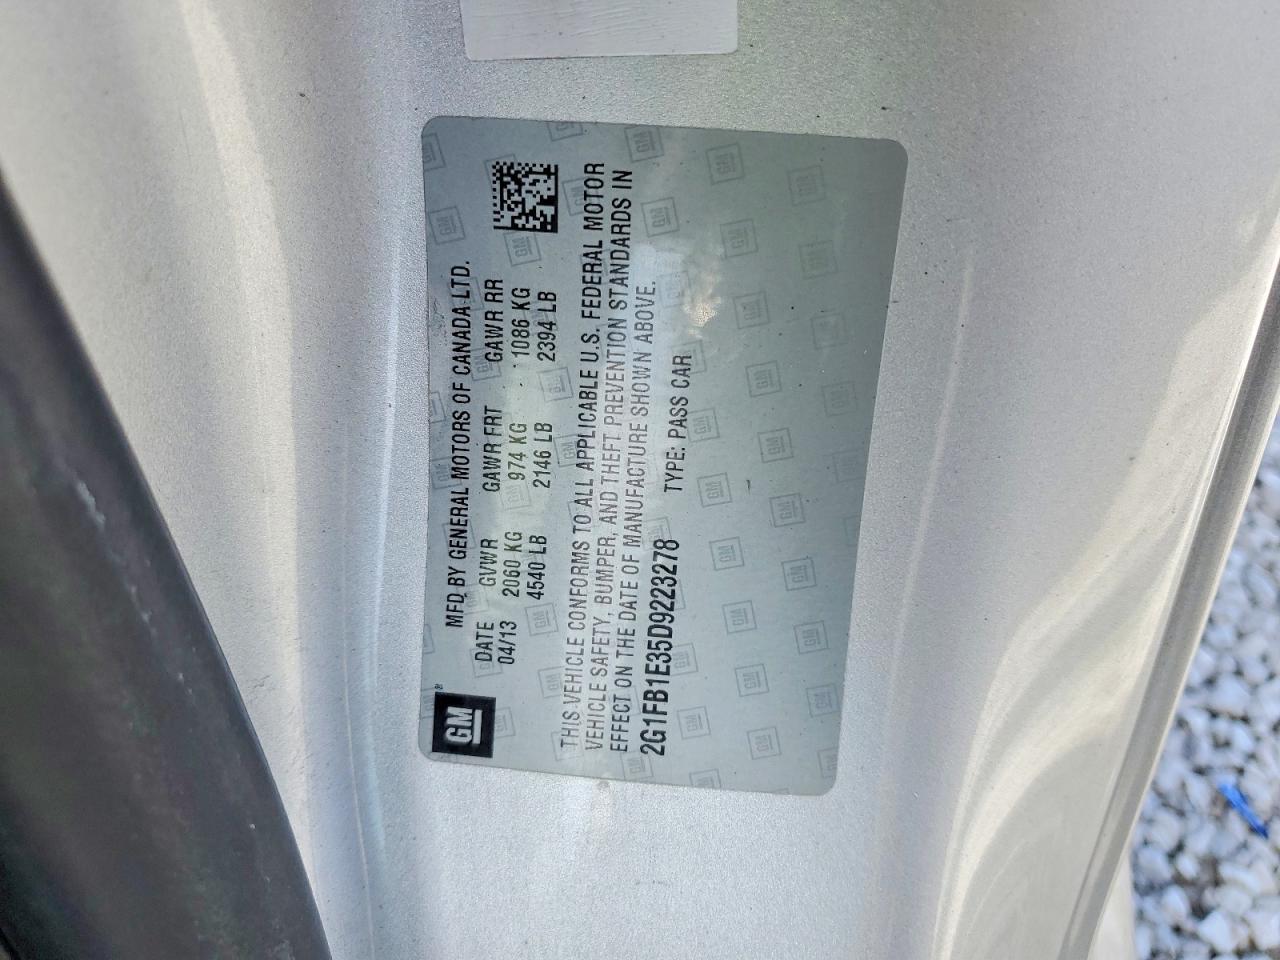 GM®
MFD BY GENERAL MOTORS OF CANADA LTD.
DATE GVWR GAWR FRT GAWR RR
04/13 2060 KG 974 KG 1086 KG
4540 LB 2146 LB 2394 LB
THIS VEHICLE CONFORMS TO ALL APPLICABLE U.S. FEDERAL MOTOR
VEHICLE SAFETY, BUMPER, AND THEFT PREVENTION STANDARDS IN
EFFECT ON THE DATE OF MANUFACTURE SHOWN ABOVE.
2G1FB1E35D9223278 TYPE: PASS CAR